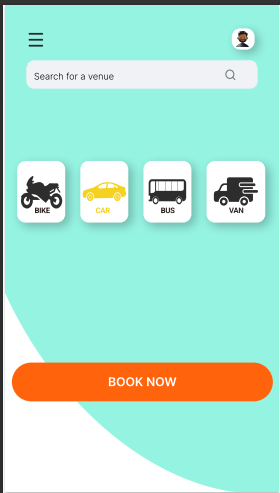 Search for a venue
BIKE
CAR
BUS
VAN
BOOK NOW